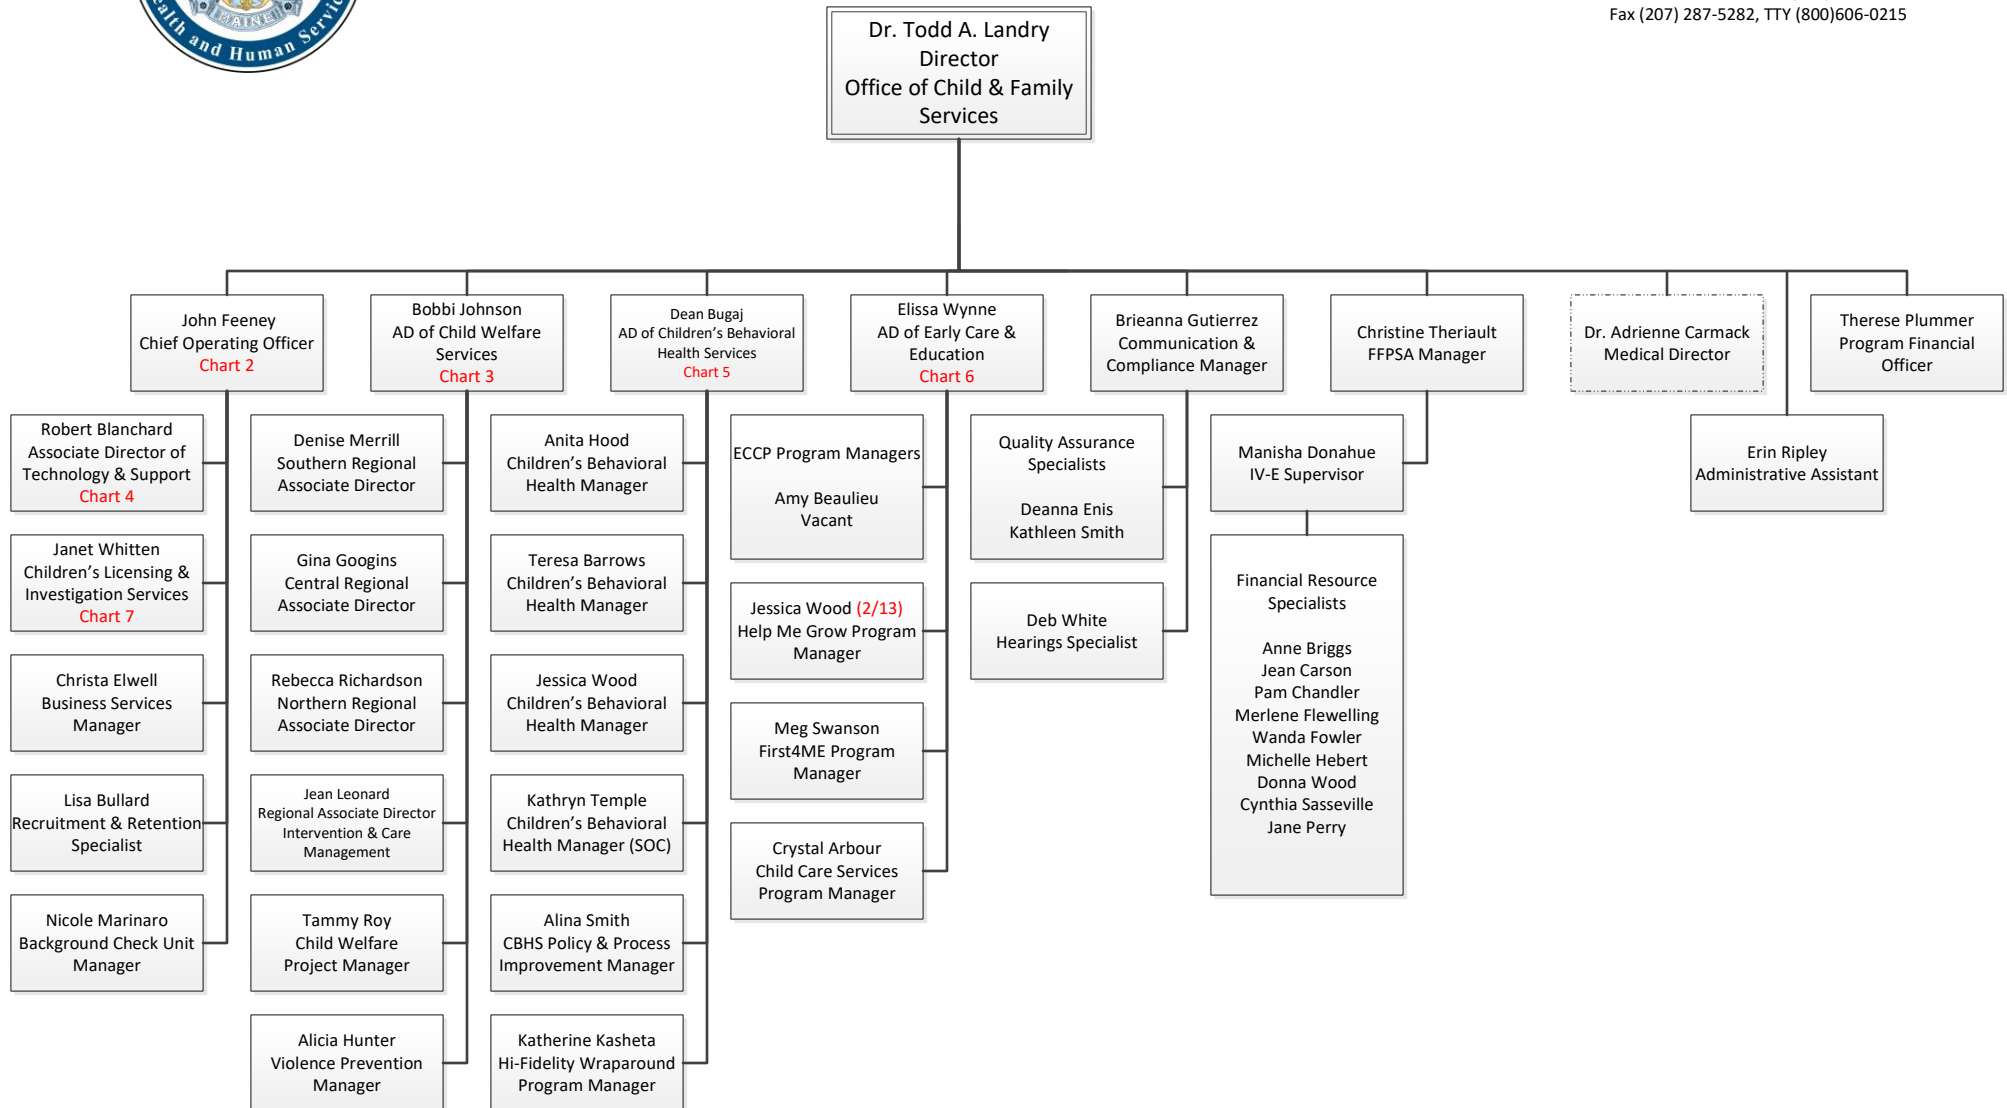 MAINE
ealth and Human Servic
Fax (207) 287-5282, TTY (800)606-0215
Dr. Todd A. Landry
Director
Office of Child & Family
Services
John Feeney
Chief Operating Officer
Chart 2
Bobbi Johnson
AD of Child Welfare
Services
Chart 3
Dean Bugaj
AD of Children’s Behavioral
Health Services
Chart 5
Elissa Wynne
AD of Early Care &
Education
Chart 6
Brieanna Gutierrez
Communication &
Compliance Manager
Christine Theriault
FFPSA Manager
Dr. Adrienne Carmack
Medical Director
Therese Plummer
Program Financial
Officer
Robert Blanchard
Associate Director of
Technology & Support
Chart 4
Janet Whitten
Children’s Licensing &
Investigation Services
Chart 7
Christa Elwell
Business Services
Manager
Lisa Bullard
Recruitment & Retention
Specialist
Nicole Marinaro
Background Check Unit
Manager
Denise Merrill
Southern Regional
Associate Director
Gina Googins
Central Regional
Associate Director
Rebecca Richardson
Northern Regional
Associate Director
Jean Leonard
Regional Associate Director
Intervention & Care
Management
Tammy Roy
Child Welfare
Project Manager
Alicia Hunter
Violence Prevention
Manager
Anita Hood
Children’s Behavioral
Health Manager
Teresa Barrows
Children’s Behavioral
Health Manager
Jessica Wood
Children’s Behavioral
Health Manager
Kathryn Temple
Children’s Behavioral
Health Manager (SOC)
Alina Smith
CBHS Policy & Process
Improvement Manager
Katherine Kasheta
Hi-Fidelity Wraparound
Program Manager
ECCP Program Managers
Amy Beaulieu
Vacant
Jessica Wood (2/13)
Help Me Grow Program
Manager
Meg Swanson
First4ME Program
Manager
Crystal Arbour
Child Care Services
Program Manager
Quality Assurance
Specialists
Deanna Enis
Kathleen Smith
Deb White
Hearings Specialist
Manisha Donahue
IV-E Supervisor
Financial Resource
Specialists
Anne Briggs
Jean Carson
Pam Chandler
Merlene Flewelling
Wanda Fowler
Michelle Hebert
Donna Wood
Cynthia Sasseville
Jane Perry
Erin Ripley
Administrative Assistant